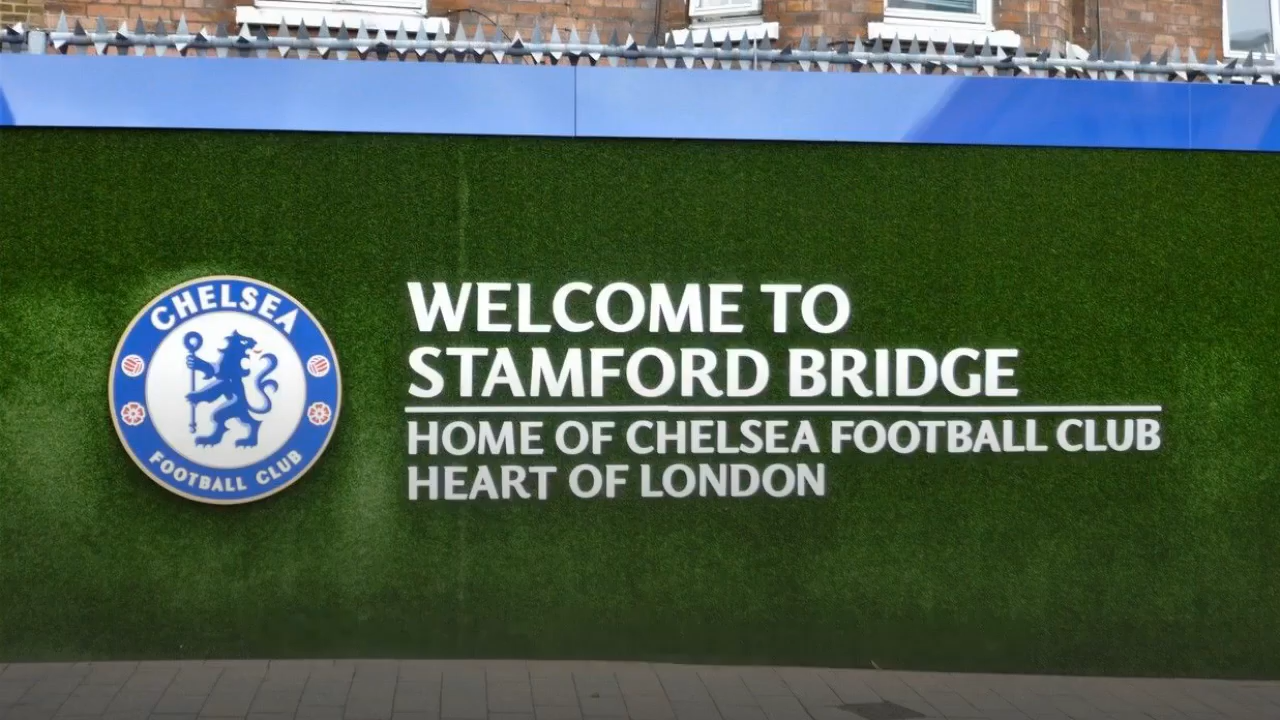 CHELSEA
FOOTBALL CLUB
WELCOME TO
STAMFORD BRIDGE
HOME OF CHELSEA FOOTBALL CLUB
HEART OF LONDON